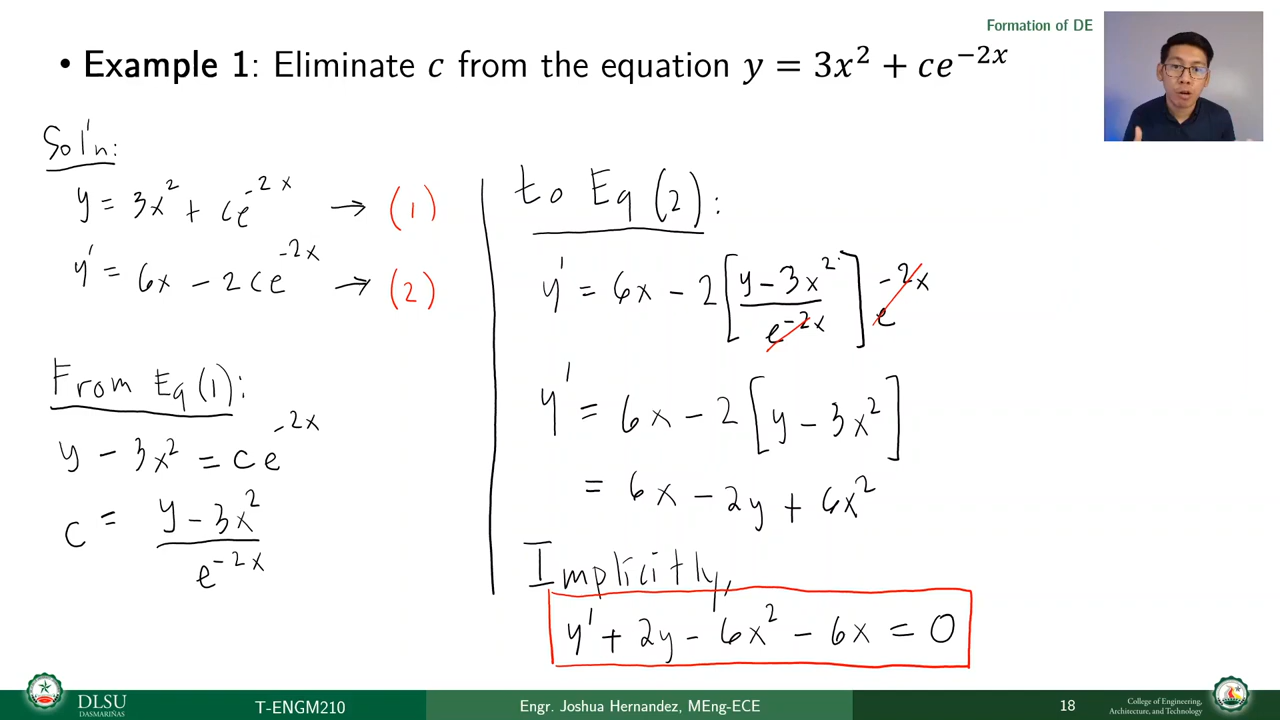 Formation of DE
• Example 1: Eliminate c from the equation y = 3x² + ce⁻²ˣ
Sol'n:
y = 3x² + ce⁻²ˣ → (1)
y' = 6x − 2ce⁻²ˣ → (2)
From Eq (1):
y − 3x² = ce⁻²ˣ
c = (y − 3x²)/e⁻²ˣ
to Eq (2):
y' = 6x − 2[(y − 3x²)/e⁻²ˣ] e⁻²ˣ
y' = 6x − 2[y − 3x²]
= 6x − 2y + 6x²
Implicitly,
y' + 2y − 6x² − 6x = 0
DLSU
DASMARIÑAS
T-ENGM210
Engr. Joshua Hernandez, MEng-ECE
18
College of Engineering,
Architecture, and Technology